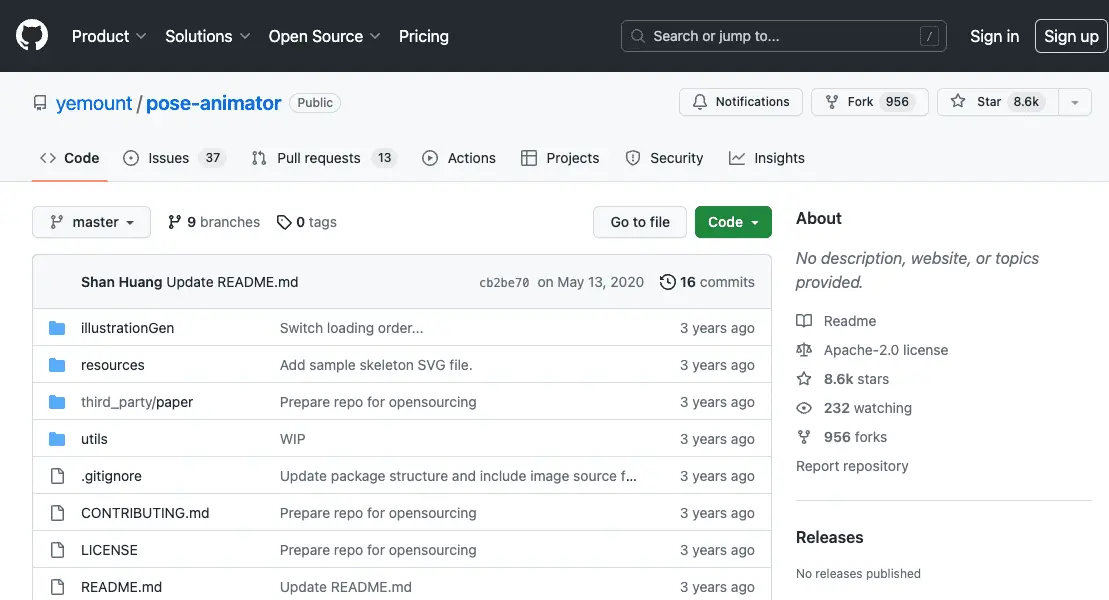 Product Solutions Open Source Pricing Search or jump to... / Sign in Sign up
yemount / pose-animator Public Notifications Fork 956 Star 8.6k
Code Issues 37 Pull requests 13 Actions Projects Security Insights
master 9 branches 0 tags Go to file Code
Shan Huang Update README.md cb2be70 on May 13, 2020 16 commits
illustrationGen Switch loading order... 3 years ago
resources Add sample skeleton SVG file. 3 years ago
third_party/paper Prepare repo for opensourcing 3 years ago
utils WIP 3 years ago
.gitignore Update package structure and include image source f... 3 years ago
CONTRIBUTING.md Prepare repo for opensourcing 3 years ago
LICENSE Prepare repo for opensourcing 3 years ago
README.md Update README.md 3 years ago
About
No description, website, or topics
provided.
Readme
Apache-2.0 license
8.6k stars
232 watching
956 forks
Report repository
Releases
No releases published